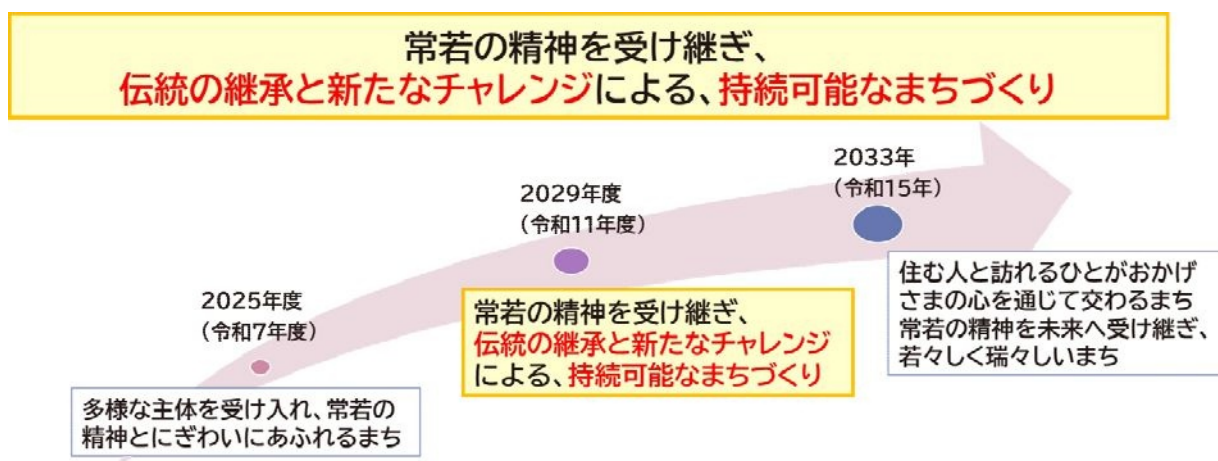 常若の精神を受け継ぎ、
伝統の継承と新たなチャレンジによる、持続可能なまちづくり
2033年
(令和15年)
2029年度
(令和11年度)
住む人と訪れるひとがおかげ
さまの心を通じて交わるまち
常若の精神を未来へ受け継ぎ、
若々しく瑞々しいまち
2025年度
(令和7年度)
常若の精神を受け継ぎ、
伝統の継承と新たなチャレンジ
による、持続可能なまちづくり
多様な主体を受け入れ、常若の
精神とにぎわいにあふれるまち